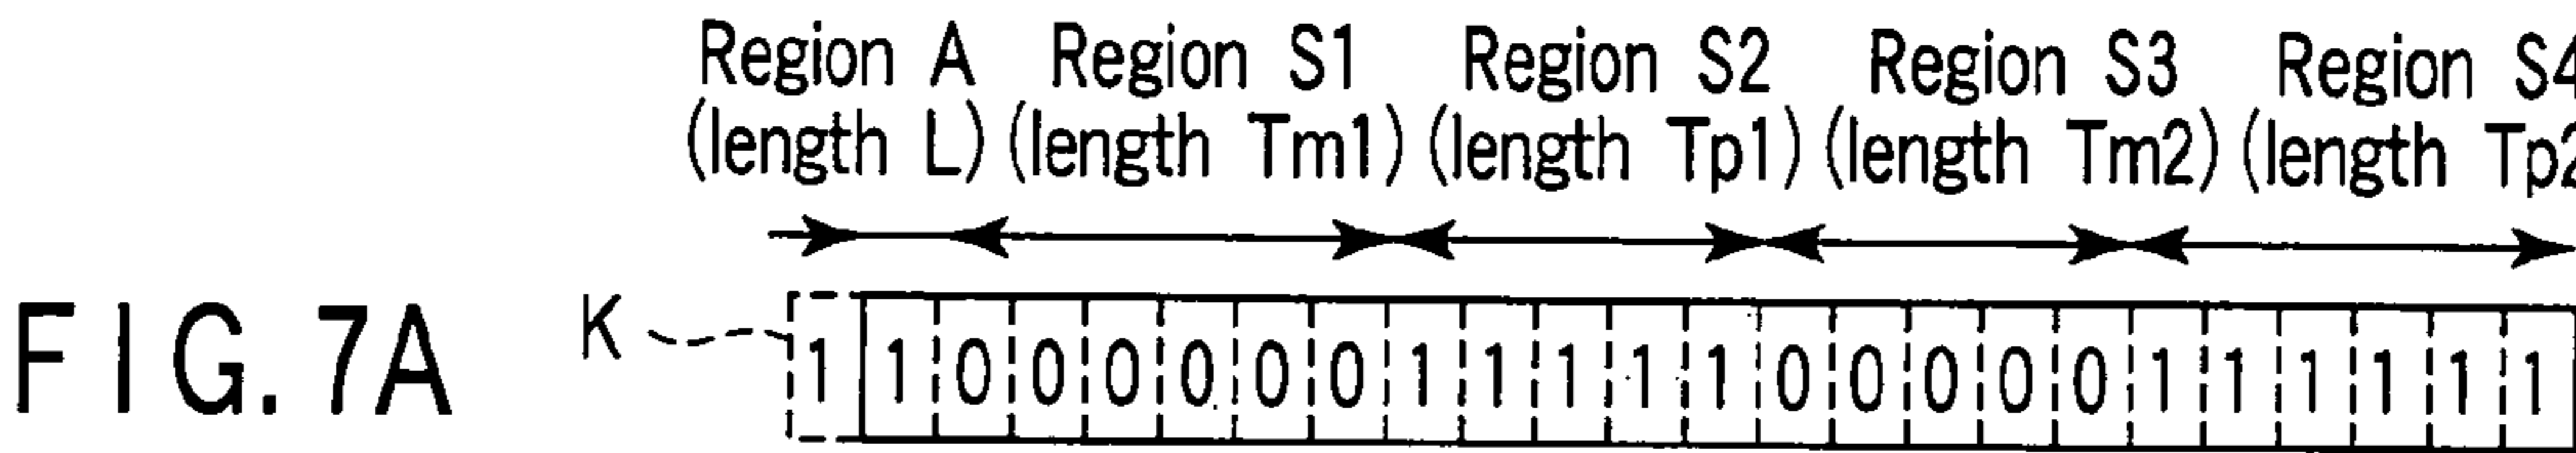 Region A Region S1 Region S2 Region S3 Region S4
(length L) (length Tm1) (length Tp1) (length Tm2) (length Tp2
FIG. 7A K 1 1 0 0 0 0 0 0 1 1 1 1 1 0 0 0 0 0 1 1 1 1 1 1